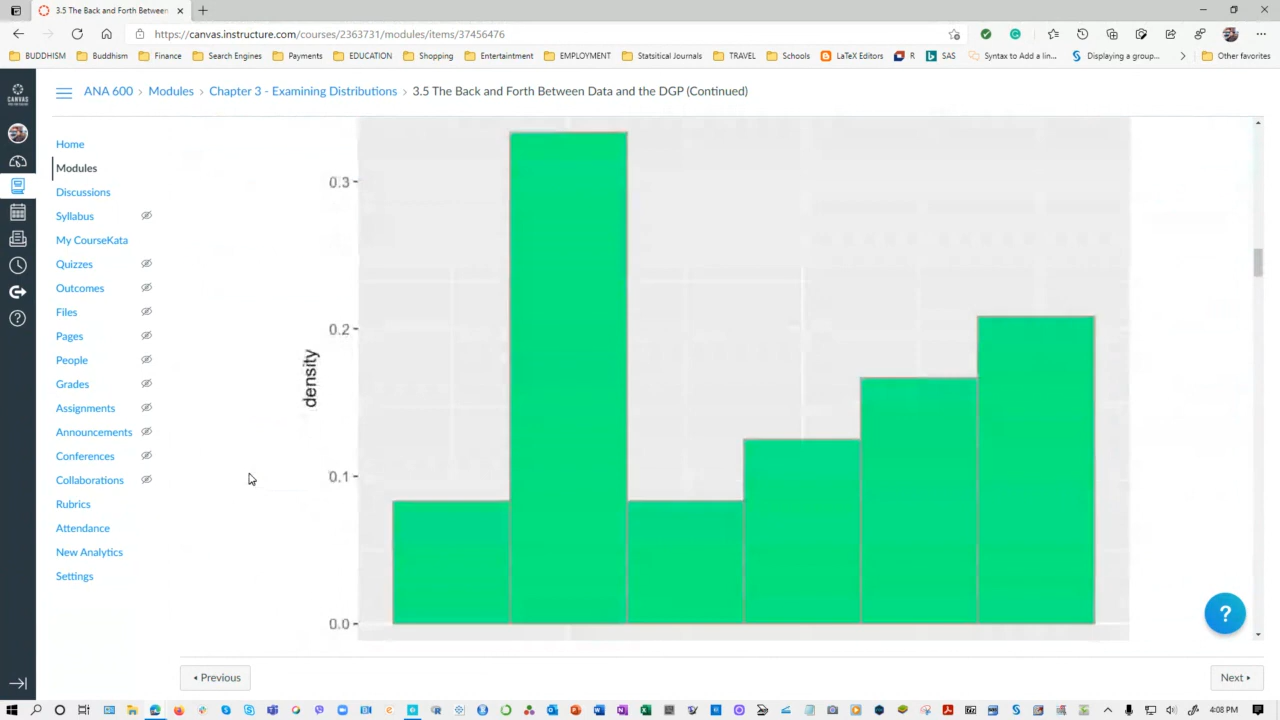 3.5 The Back and Forth Between
https://canvas.instructure.com/courses/2363731/modules/items/37456476
BUDDHISM Buddhism Finance Search Engines Payments EDUCATION Shopping Entertainment EMPLOYMENT Statsitical Journals TRAVEL Schools LaTeX Editors R SAS Syntax to Add a lin... Displaying a group... Other favorites
CANVAS
ANA 600 › Modules › Chapter 3 - Examining Distributions › 3.5 The Back and Forth Between Data and the DGP (Continued)
Home
Modules
Discussions
Syllabus
My CourseKata
Quizzes
Outcomes
Files
Pages
People
Grades
Assignments
Announcements
Conferences
Collaborations
Rubrics
Attendance
New Analytics
Settings
0.3
0.2
density
0.1
0.0
?
Previous
Next
4:08 PM